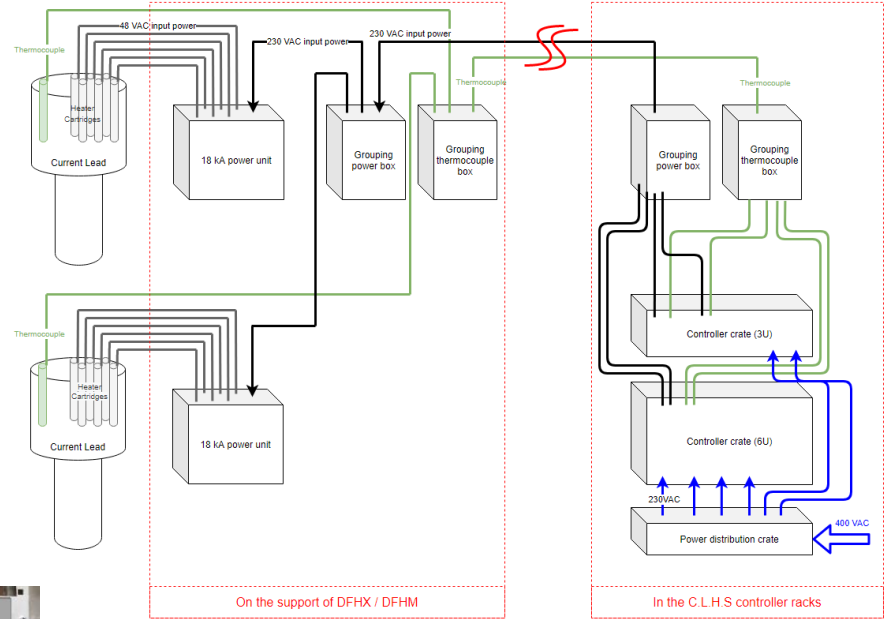 48 VAC input power
230 VAC input power
230 VAC input power
Thermocouple
Thermocouple
Thermocouple
Heater
Cartridges
Current Lead
18 kA power unit
Grouping
power box
Grouping
thermocouple
box
Grouping
power box
Grouping
thermocouple
box
Thermocouple
Heater
Cartridges
Current Lead
18 kA power unit
Controller crate (3U)
Controller crate (6U)
230VAC
Power distribution crate
400 VAC
On the support of DFHX / DFHM
In the C.L.H.S controller racks